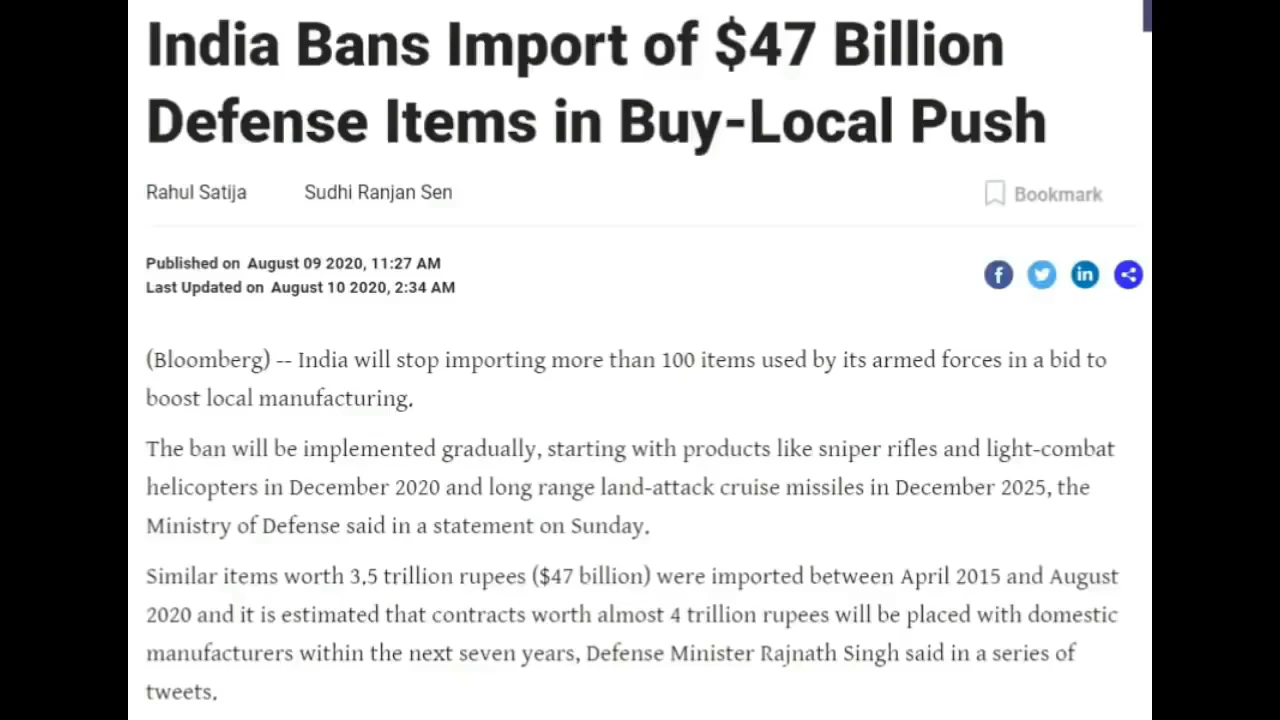 India Bans Import of $47 Billion
Defense Items in Buy-Local Push
Rahul Satija Sudhi Ranjan Sen
Bookmark
Published on August 09 2020, 11:27 AM
Last Updated on August 10 2020, 2:34 AM
(Bloomberg) -- India will stop importing more than 100 items used by its armed forces in a bid to
boost local manufacturing.
The ban will be implemented gradually, starting with products like sniper rifles and light-combat
helicopters in December 2020 and long range land-attack cruise missiles in December 2025, the
Ministry of Defense said in a statement on Sunday.
Similar items worth 3.5 trillion rupees ($47 billion) were imported between April 2015 and August
2020 and it is estimated that contracts worth almost 4 trillion rupees will be placed with domestic
manufacturers within the next seven years, Defense Minister Rajnath Singh said in a series of
tweets.